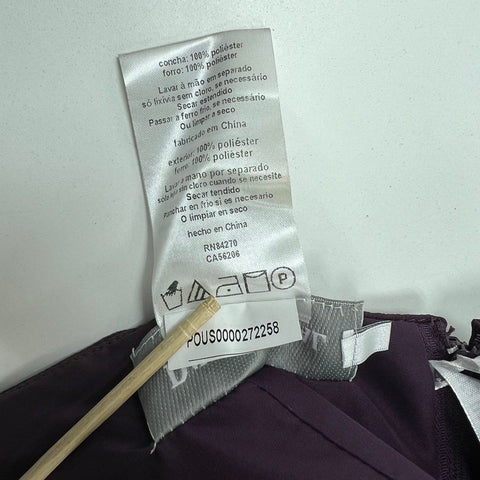 concha: 100% poliéster
forro: 100% poliéster
Lavar à mão em separado
só lixívia sem cloro, se necessário
Secar estendido
Passar a ferro frio, se necessário
Ou limpar a seco
fabricado em China
exterior: 100% poliéster
forro: 100% poliéster
Lavar a mano por separado
solo lejía sin cloro cuando se necesite
Secar tendido
Planchar en frío si es necesario
O limpiar en seco
hecho en China
RN84270
CA56206
P
POUS0000272258